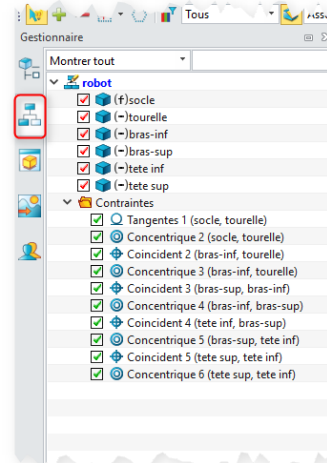 Tous
Gestionnaire
Montrer tout
robot
(f)socle
(-)tourelle
(-)bras-inf
(-)bras-sup
(-)tete inf
(-)tete sup
Contraintes
Tangentes 1 (socle, tourelle)
Concentrique 2 (socle, tourelle)
Coincident 2 (bras-inf, tourelle)
Concentrique 3 (bras-inf, tourelle)
Coincident 3 (bras-sup, bras-inf)
Concentrique 4 (bras-inf, bras-sup)
Coincident 4 (tete inf, bras-sup)
Concentrique 5 (bras-sup, tete inf)
Coincident 5 (tete sup, tete inf)
Concentrique 6 (tete sup, tete inf)